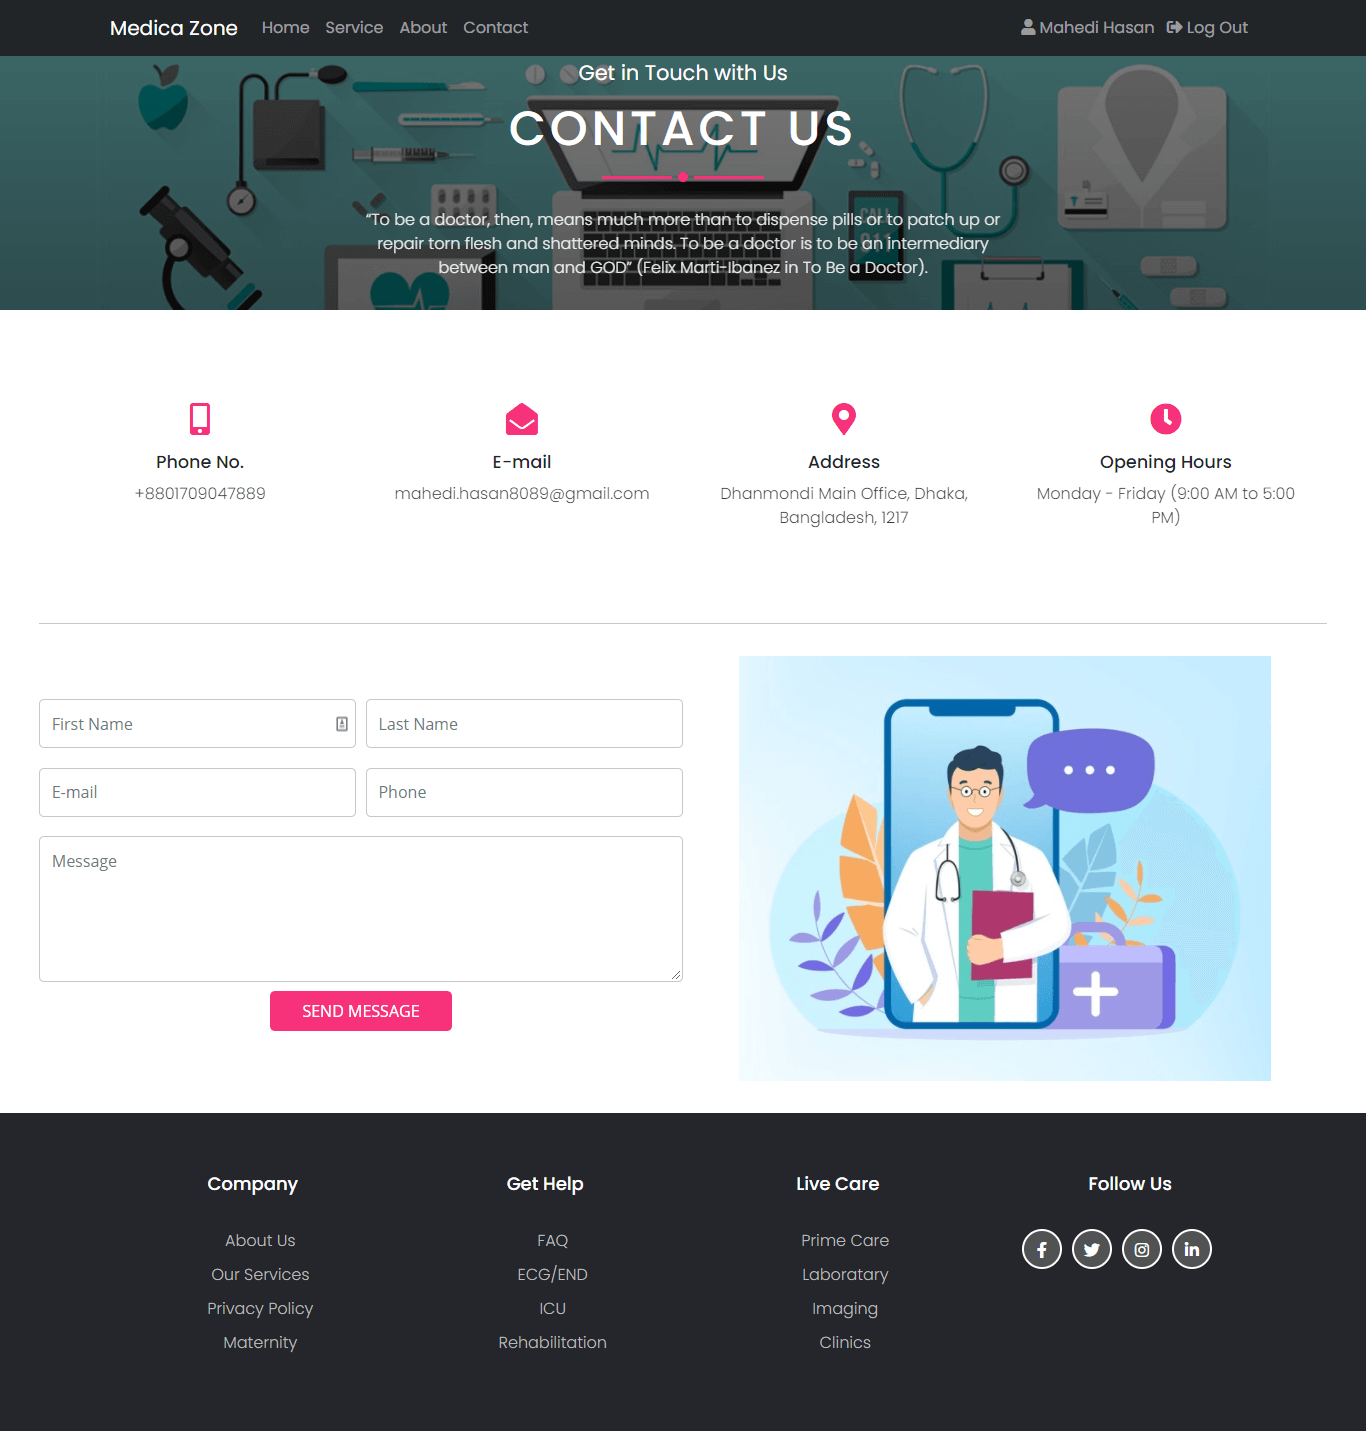 Medica Zone Home Service About Contact Mahedi Hasan Log Out
Get in Touch with Us
CONTACT US
“To be a doctor, then, means much more than to dispense pills or to patch up or
repair torn flesh and shattered minds. To be a doctor is to be an intermediary
between man and GOD” (Felix Marti-Ibanez in To Be a Doctor).
CALL
911
Phone No.
+8801709047889
E-mail
mahedi.hasan8089@gmail.com
Address
Dhanmondi Main Office, Dhaka,
Bangladesh, 1217
Opening Hours
Monday - Friday (9:00 AM to 5:00
PM)
First Name
Last Name
E-mail
Phone
Message
SEND MESSAGE
Company
About Us
Our Services
Privacy Policy
Maternity
Get Help
FAQ
ECG/END
ICU
Rehabilitation
Live Care
Prime Care
Laboratary
Imaging
Clinics
Follow Us